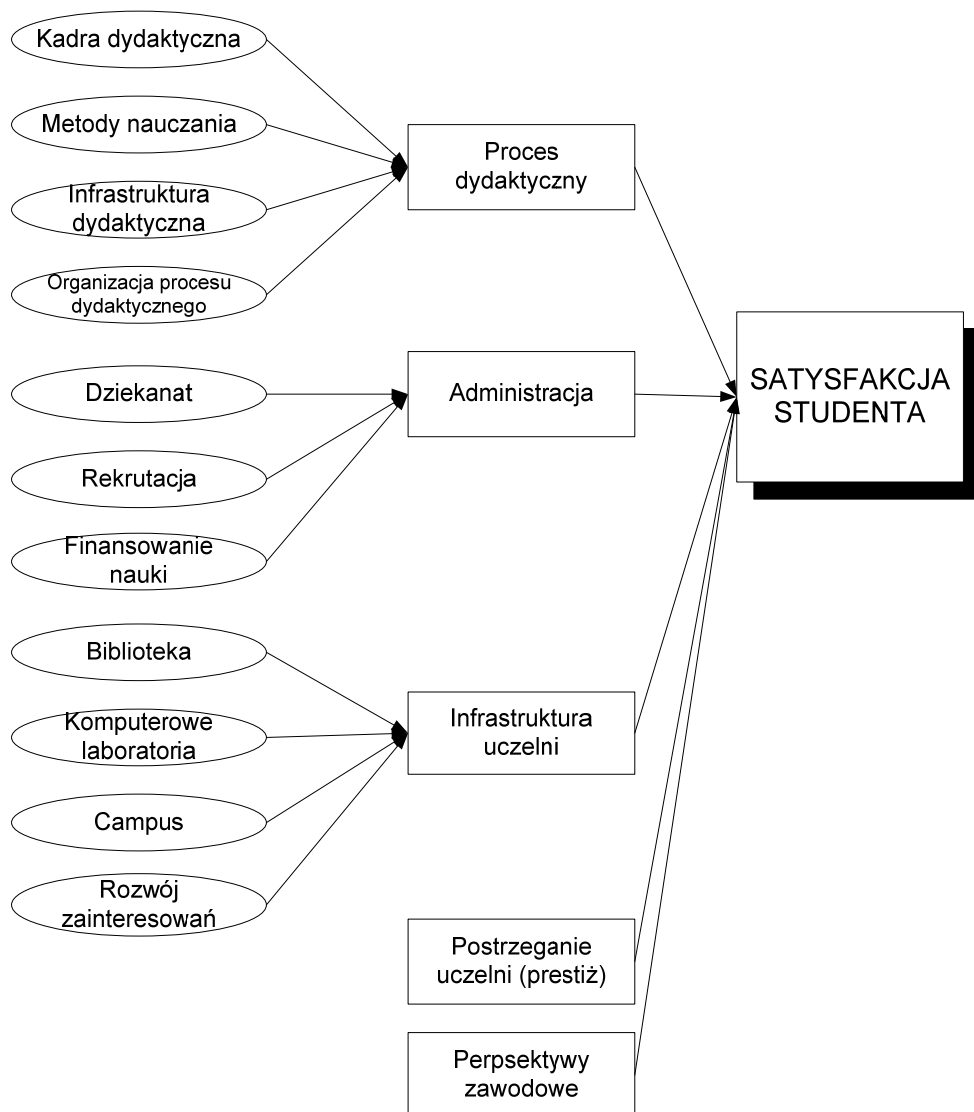 Kadra dydaktyczna
Metody nauczania
Infrastruktura
dydaktyczna
Organizacja procesu
dydaktycznego
Proces
dydaktyczny
Dziekanat
Rekrutacja
Finansowanie
nauki
Administracja
SATYSFAKCJA
STUDENTA
Biblioteka
Komputerowe
laboratoria
Campus
Rozwój
zainteresowań
Infrastruktura
uczelni
Postrzeganie
uczelni (prestiż)
Perpsektywy
zawodowe